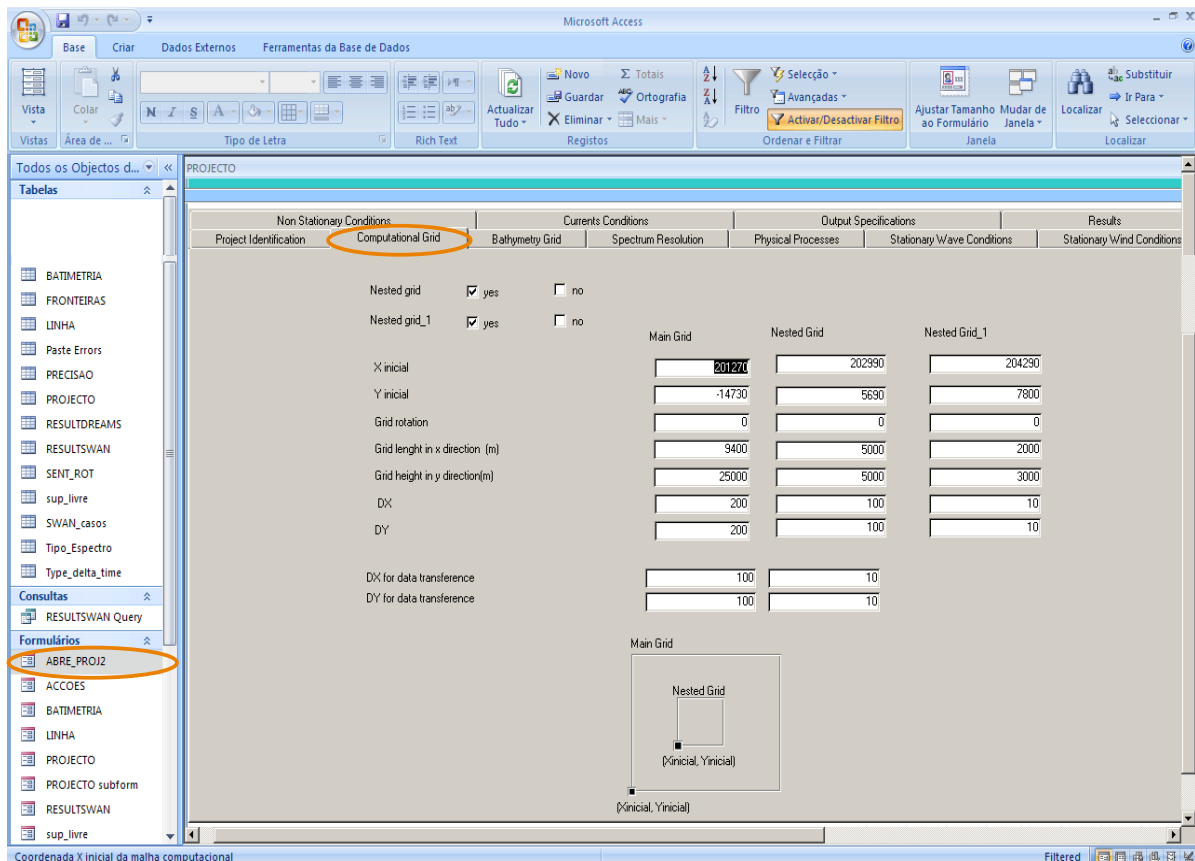 Microsoft Access
Base Criar Dados Externos Ferramentas da Base de Dados
Vista
Colar
N I S A
Actualizar Tudo
Novo
Guardar
Eliminar
Σ Totais
Ortografia
Mais
Filtro
Selecção
Avançadas
Activar/Desactivar Filtro
Ajustar Tamanho ao Formulário
Mudar de Janela
Localizar
Substituir
Ir Para
Seleccionar
Vistas Área de ... Tipo de Letra Rich Text Registos Ordenar e Filtrar Janela Localizar
Todos os Objectos d... «
Tabelas
BATIMETRIA
FRONTEIRAS
LINHA
Paste Errors
PRECISAO
PROJECTO
RESULTDREAMS
RESULTSWAN
SENT_ROT
sup_livre
SWAN_casos
Tipo_Espectro
Type_delta_time
Consultas
RESULTSWAN Query
Formulários
ABRE_PROJ2
ACCOES
BATIMETRIA
LINHA
PROJECTO
PROJECTO subform
RESULTSWAN
sup_livre
PROJECTO
Non Stationary Conditions Currents Conditions Output Specifications Results
Project Identification Computational Grid Bathymetry Grid Spectrum Resolution Physical Processes Stationary Wave Conditions Stationary Wind Conditions
Nested grid yes no
Nested grid_1 yes no
Main Grid Nested Grid Nested Grid_1
X inicial 201270 202990 204290
Y inicial -14730 5690 7800
Grid rotation 0 0 0
Grid lenght in x direction (m) 9400 5000 2000
Grid height in y direction(m) 25000 5000 3000
DX 200 100 10
DY 200 100 10
DX for data transference 100 10
DY for data transference 100 10
Main Grid
Nested Grid
(Xinicial, Yinicial)
(Xinicial, Yinicial)
Coordenada X inicial da malha computacional Filtered